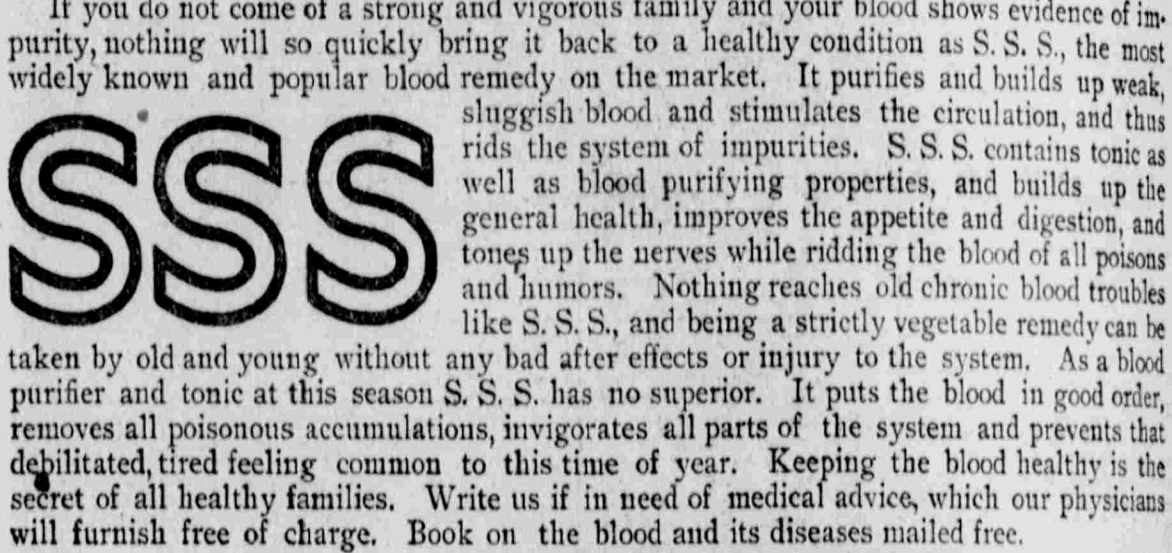 If you do not come of a strong and vigorous family and your blood shows evidence of im-
purity, nothing will so quickly bring it back to a healthy condition as S. S. S., the most
widely known and popular blood remedy on the market. It purifies and builds up weak,
SSS
sluggish blood and stimulates the circulation, and thus
rids the system of impurities. S. S. S. contains tonic as
well as blood purifying properties, and builds up the
general health, improves the appetite and digestion, and
tones up the nerves while ridding the blood of all poisons
and humors. Nothing reaches old chronic blood troubles
like S. S. S., and being a strictly vegetable remedy can be
taken by old and young without any bad after effects or injury to the system. As a blood
purifier and tonic at this season S. S. S. has no superior. It puts the blood in good order,
removes all poisonous accumulations, invigorates all parts of the system and prevents that
debilitated, tired feeling common to this time of year. Keeping the blood healthy is the
secret of all healthy families. Write us if in need of medical advice, which our physicians
will furnish free of charge. Book on the blood and its diseases mailed free.